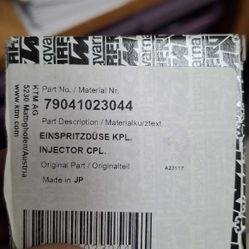 KTM AG
5230 Mattighofen/Austria
www.ktm.com
Part No. / Material Nr.
79041023044
Part Description / Materialkurztext
EINSPRITZDÜSE KPL.
INJECTOR CPL.
Original Part / Originalteil
A23117
Made in JP